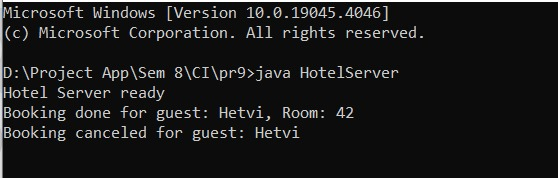 Microsoft Windows [Version 10.0.19045.4046]
(c) Microsoft Corporation. All rights reserved.
D:\Project App\Sem 8\CI\pr9>java HotelServer
Hotel Server ready
Booking done for guest: Hetvi, Room: 42
Booking canceled for guest: Hetvi